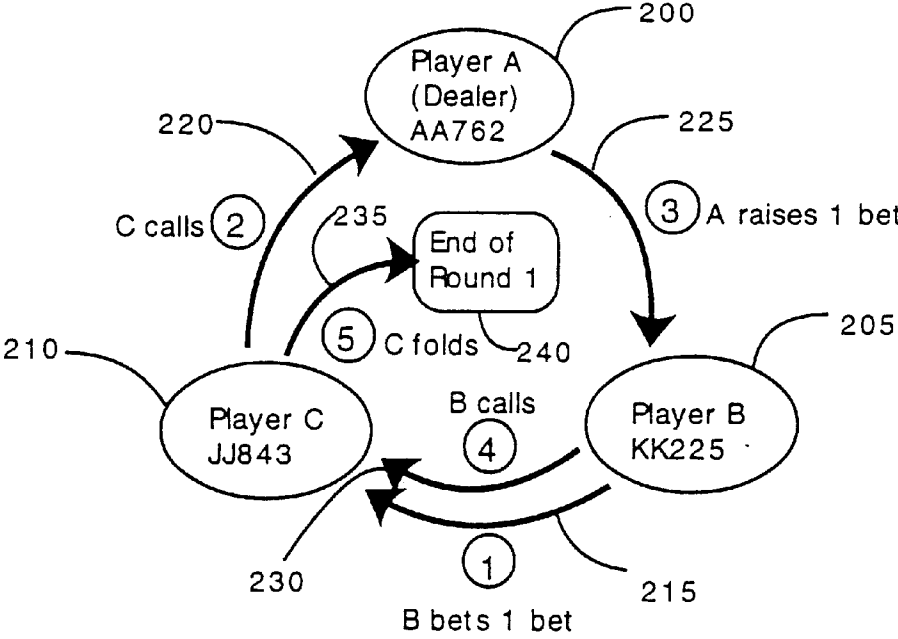 200
Player A
(Dealer)
AA762
220
225
C calls 2
235
3 A raises 1 bet
End of
Round 1
5 C folds
240
205
210
B calls
4
Player B
KK225
Player C
JJ843
230
1
215
B bets 1 bet